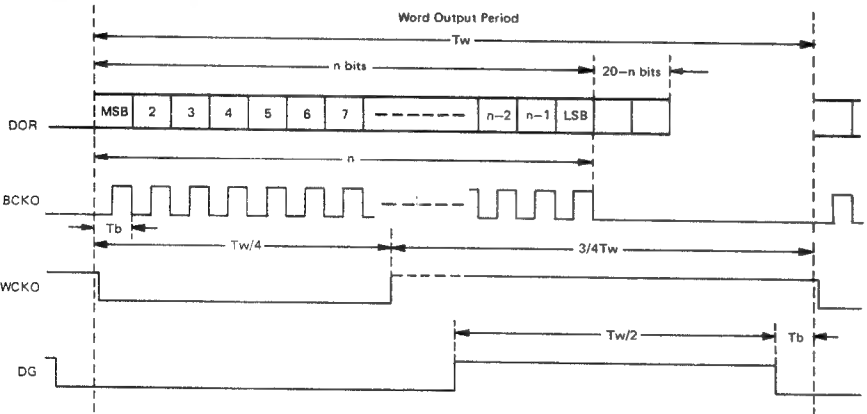 Word Output Period
Tw
n bits
20–n bits
DOR
MSB 2 3 4 5 6 7 n–2 n–1 LSB
n
BCKO
Tb
Tw/4
3/4Tw
WCKO
Tw/2
Tb
DG